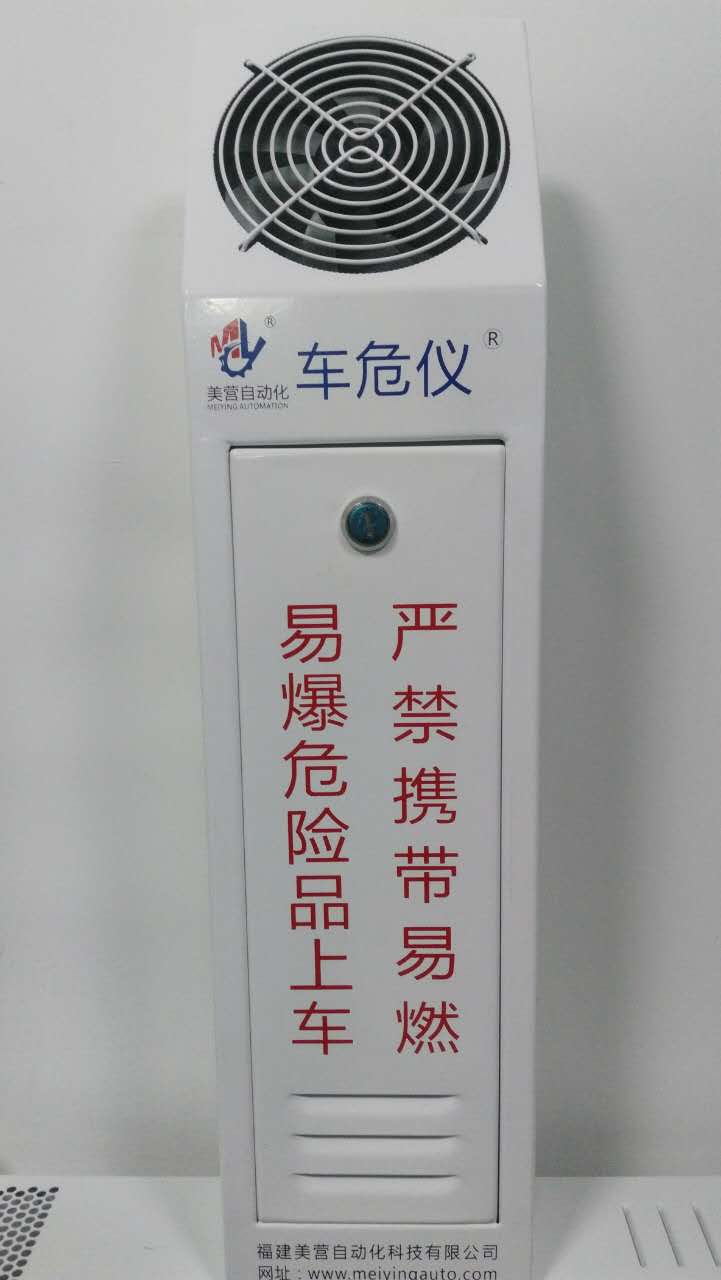 ®
车危仪®
美营自动化
MEIYING AUTOMATION
严禁携带易燃
易爆危险品上车
福建美营自动化科技有限公司
网址：www.meiyingauto.com